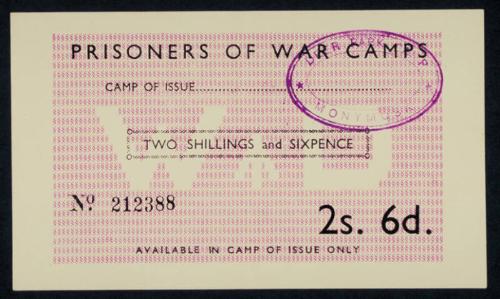 PRISONERS OF WAR CAMPS
CAMP OF ISSUE
MONYMUSK
TWO SHILLINGS and SIXPENCE
W D
Nº 212388
2s. 6d.
AVAILABLE IN CAMP OF ISSUE ONLY